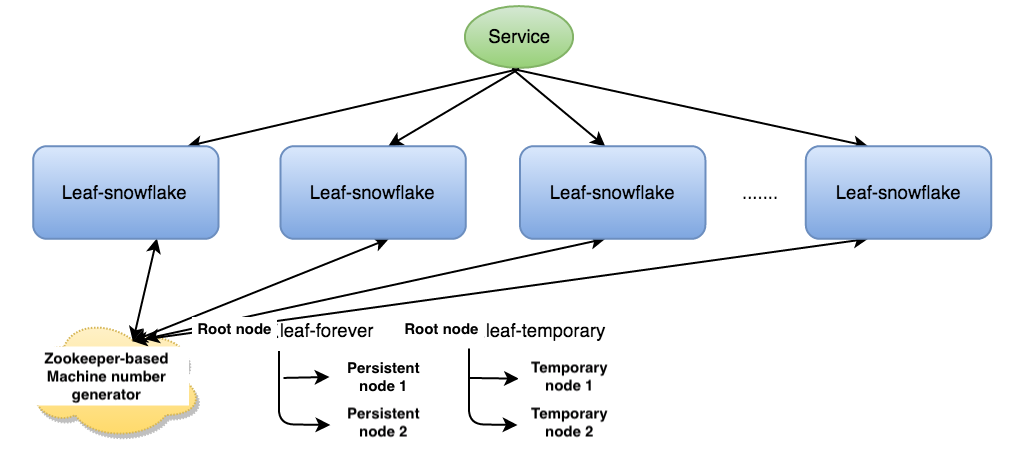 Service
Leaf-snowflake
Leaf-snowflake
Leaf-snowflake
.......
Leaf-snowflake
Zookeeper-based
Machine number
generator
Root node leaf-forever
Persistent
node 1
Persistent
node 2
Root node leaf-temporary
Temporary
node 1
Temporary
node 2